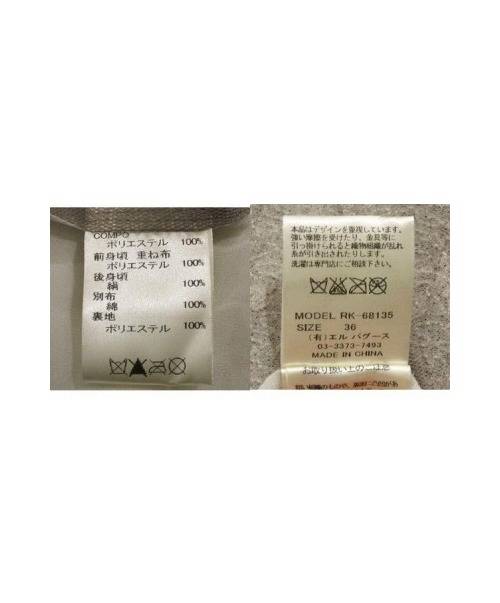 COMPO
ポリエステル 100%
前身頃 重ね布
ポリエステル 100%
後身頃
絹 100%
別布
綿 100%
裏地
ポリエステル 100%
本品はデザインを重視しています。
強い摩擦を受けたり、金具等に
引っ掛けられると織物組織が乱れ
糸が引き出されたりします。
洗濯は専門店にご相談下さい。
MODEL RK-68135
SIZE 36
(有)エル バグース
03-3373-7493
MADE IN CHINA
お取り扱い上のご注意